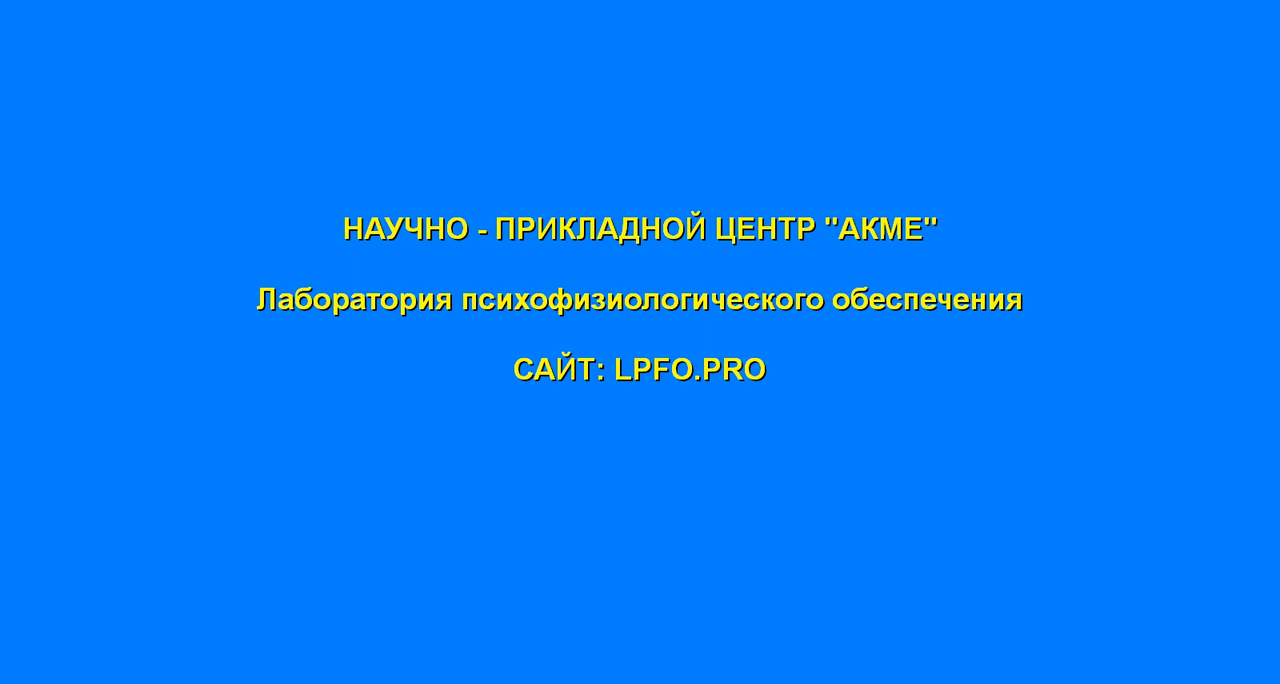 НАУЧНО - ПРИКЛАДНОЙ ЦЕНТР "АКМЕ"
Лаборатория психофизиологического обеспечения
САЙТ: LPFO.PRO